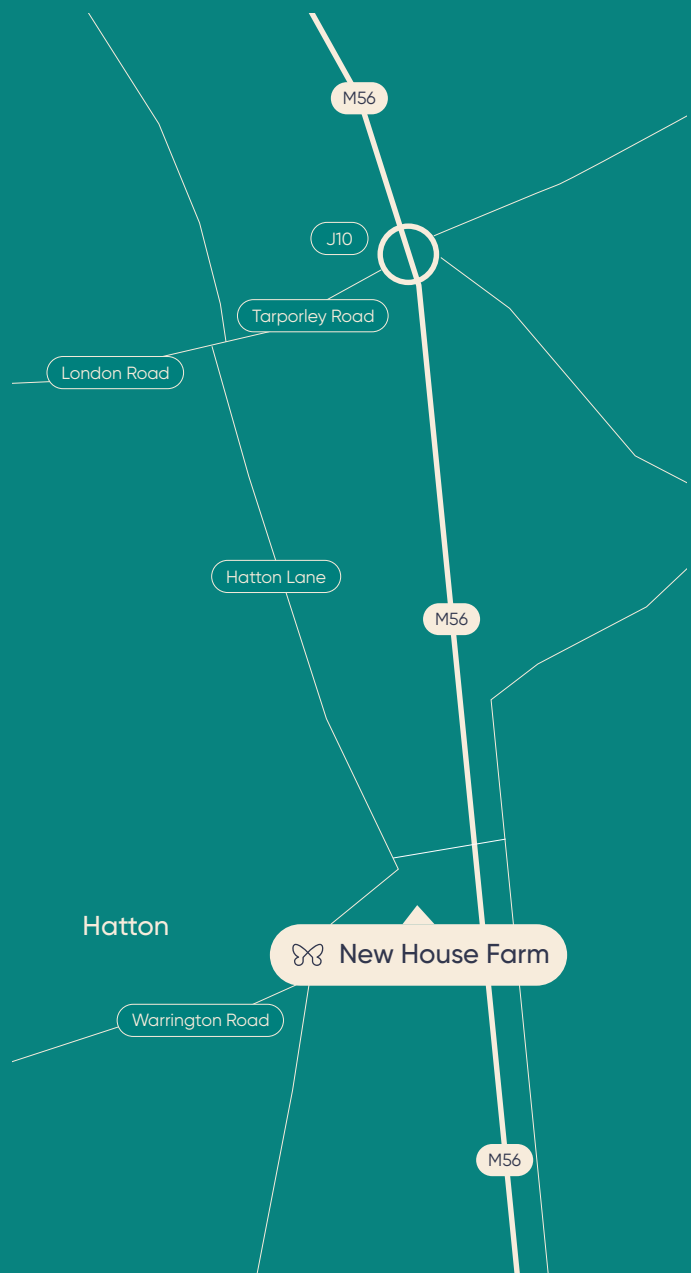 M56
J10
Tarporley Road
London Road
Hatton Lane
M56
Hatton
New House Farm
Warrington Road
M56